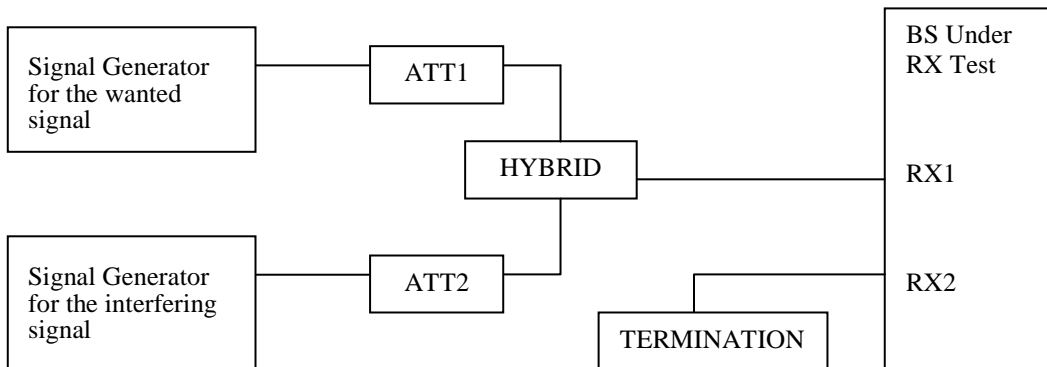 Signal Generator
for the wanted
signal
ATT1
BS Under
RX Test
HYBRID
RX1
Signal Generator
for the interfering
signal
ATT2
RX2
TERMINATION